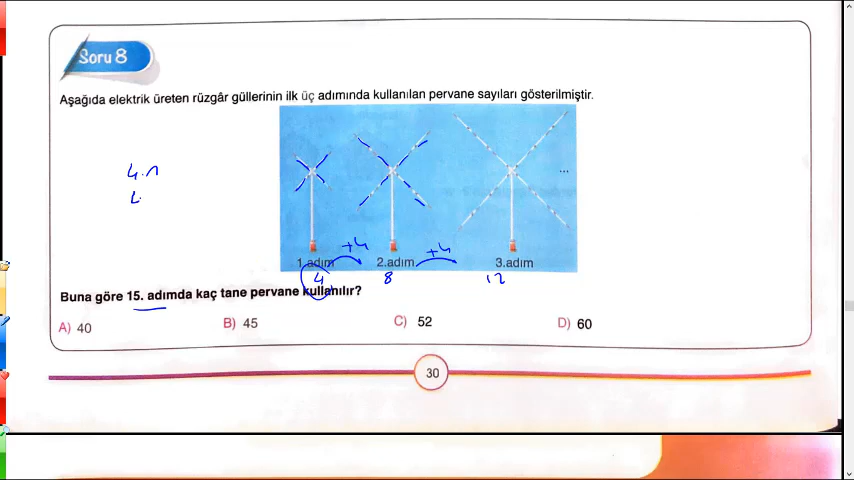 Soru 8
Aşağıda elektrik üreten rüzgâr güllerinin ilk üç adımında kullanılan pervane sayıları gösterilmiştir.
4.n
4
...
+4 +4
1.adım 2.adım 3.adım
4 8 12
Buna göre 15. adımda kaç tane pervane kullanılır?
A) 40 B) 45 C) 52 D) 60
30